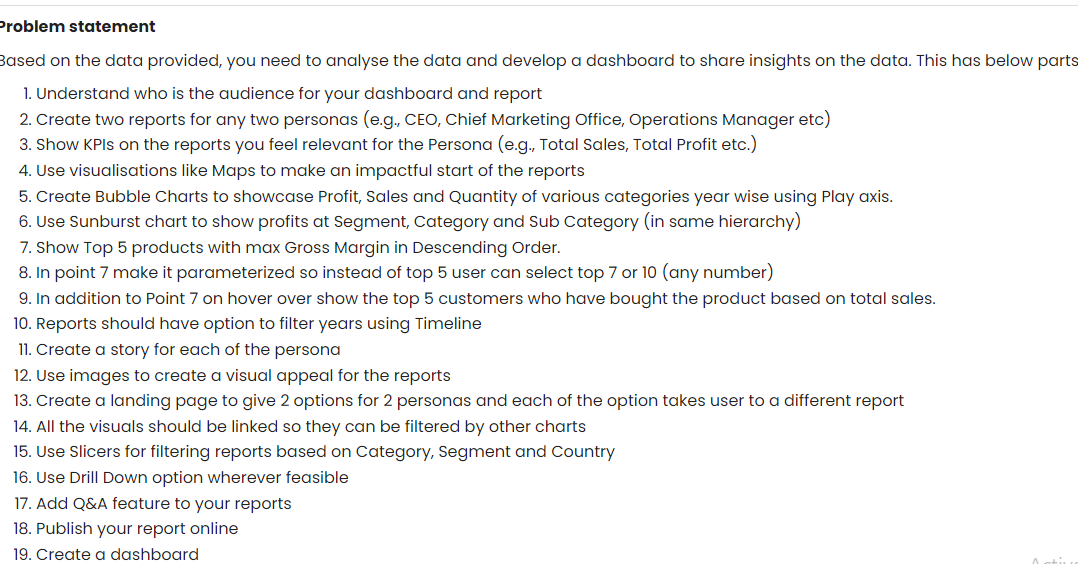 Problem statement
Based on the data provided, you need to analyse the data and develop a dashboard to share insights on the data. This has below parts
1. Understand who is the audience for your dashboard and report
2. Create two reports for any two personas (e.g., CEO, Chief Marketing Office, Operations Manager etc)
3. Show KPIs on the reports you feel relevant for the Persona (e.g., Total Sales, Total Profit etc.)
4. Use visualisations like Maps to make an impactful start of the reports
5. Create Bubble Charts to showcase Profit, Sales and Quantity of various categories year wise using Play axis.
6. Use Sunburst chart to show profits at Segment, Category and Sub Category (in same hierarchy)
7. Show Top 5 products with max Gross Margin in Descending Order.
8. In point 7 make it parameterized so instead of top 5 user can select top 7 or 10 (any number)
9. In addition to Point 7 on hover over show the top 5 customers who have bought the product based on total sales.
10. Reports should have option to filter years using Timeline
11. Create a story for each of the persona
12. Use images to create a visual appeal for the reports
13. Create a landing page to give 2 options for 2 personas and each of the option takes user to a different report
14. All the visuals should be linked so they can be filtered by other charts
15. Use Slicers for filtering reports based on Category, Segment and Country
16. Use Drill Down option wherever feasible
17. Add Q&A feature to your reports
18. Publish your report online
19. Create a dashboard